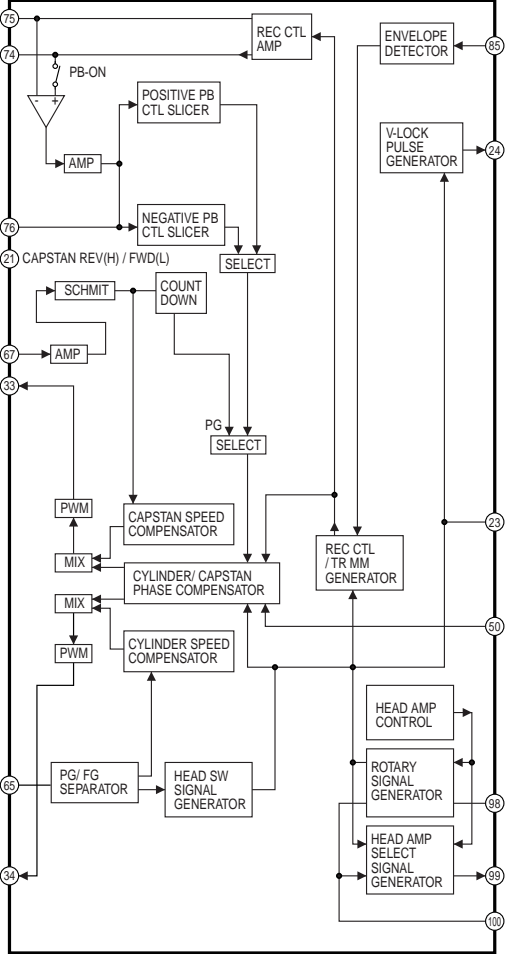 75
REC CTL
AMP
74
PB-ON
ENVELOPE
DETECTOR
85
- +
POSITIVE PB
CTL SLICER
V-LOCK
PULSE
GENERATOR
24
AMP
76
NEGATIVE PB
CTL SLICER
21 CAPSTAN REV(H) / FWD(L)
SELECT
SCHMIT
COUNT
DOWN
67
AMP
33
PG
SELECT
PWM
CAPSTAN SPEED
COMPENSATOR
23
MIX
CYLINDER/ CAPSTAN
PHASE COMPENSATOR
REC CTL
/ TR MM
GENERATOR
MIX
50
PWM
CYLINDER SPEED
COMPENSATOR
HEAD AMP
CONTROL
65
PG/ FG
SEPARATOR
HEAD SW
SIGNAL
GENERATOR
ROTARY
SIGNAL
GENERATOR
98
34
HEAD AMP
SELECT
SIGNAL
GENERATOR
99
100